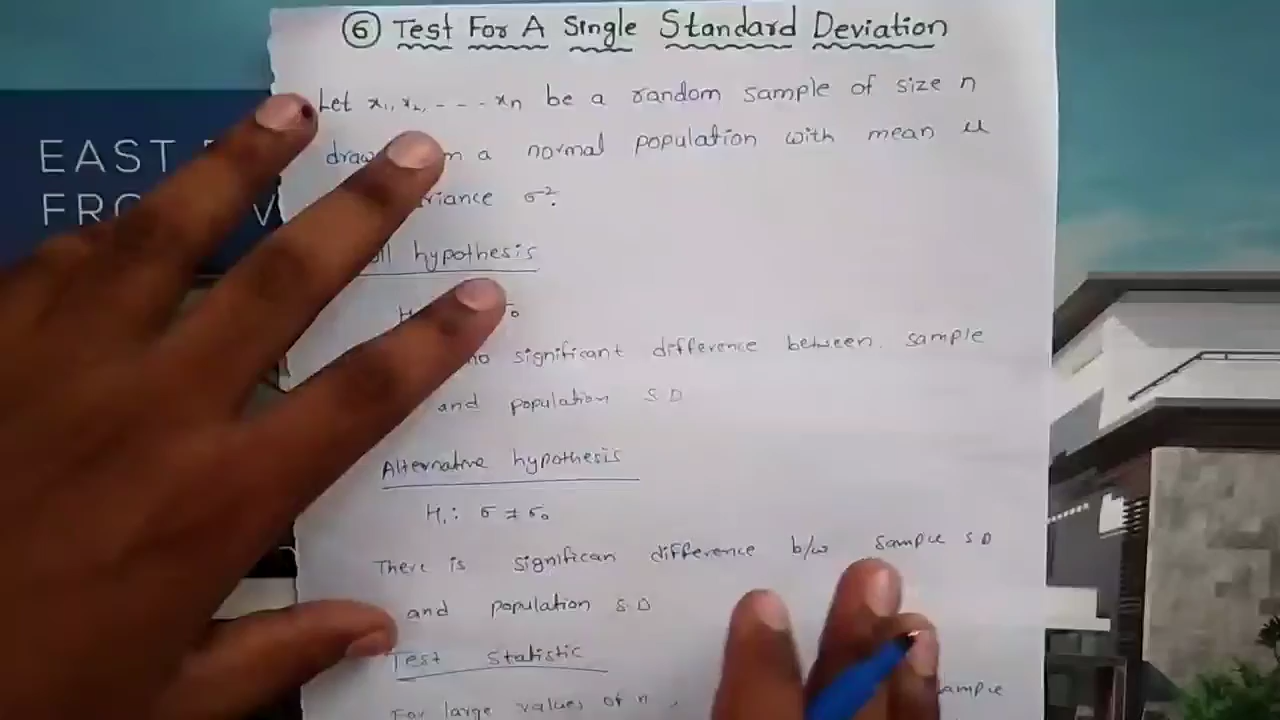 ⑥ Test For A Single Standard Deviation
Let x₁, x₂, - - - - xn be a random sample of size n
a normal population with mean μ
σ².
hypothesis
no significant difference between sample
and population S D
Alternative hypothesis
H₁: σ ≠ σ₀
There is significan difference b/w sample S D
and population S D
Test Statistic
For large values of n ,
EAST